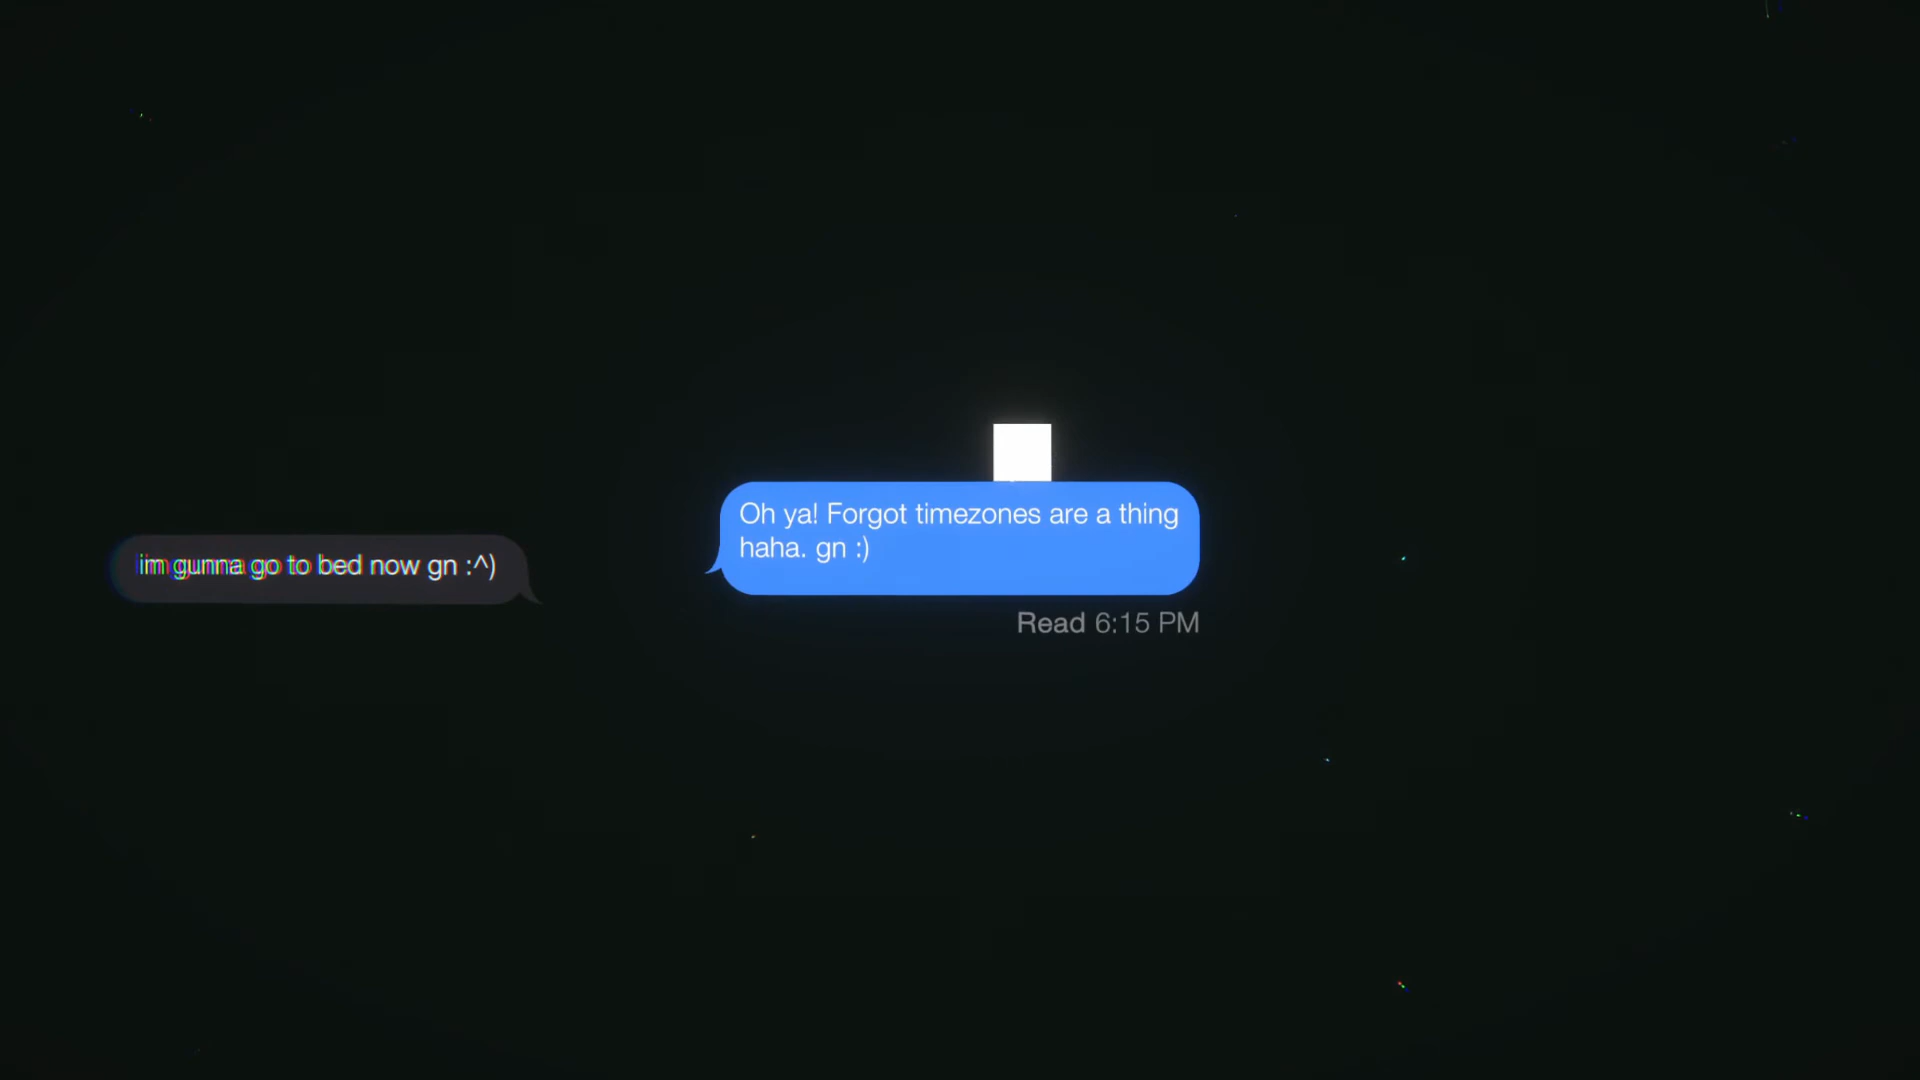 im gunna go to bed now gn :^)
Oh ya! Forgot timezones are a thing
haha. gn :)
Read 6:15 PM